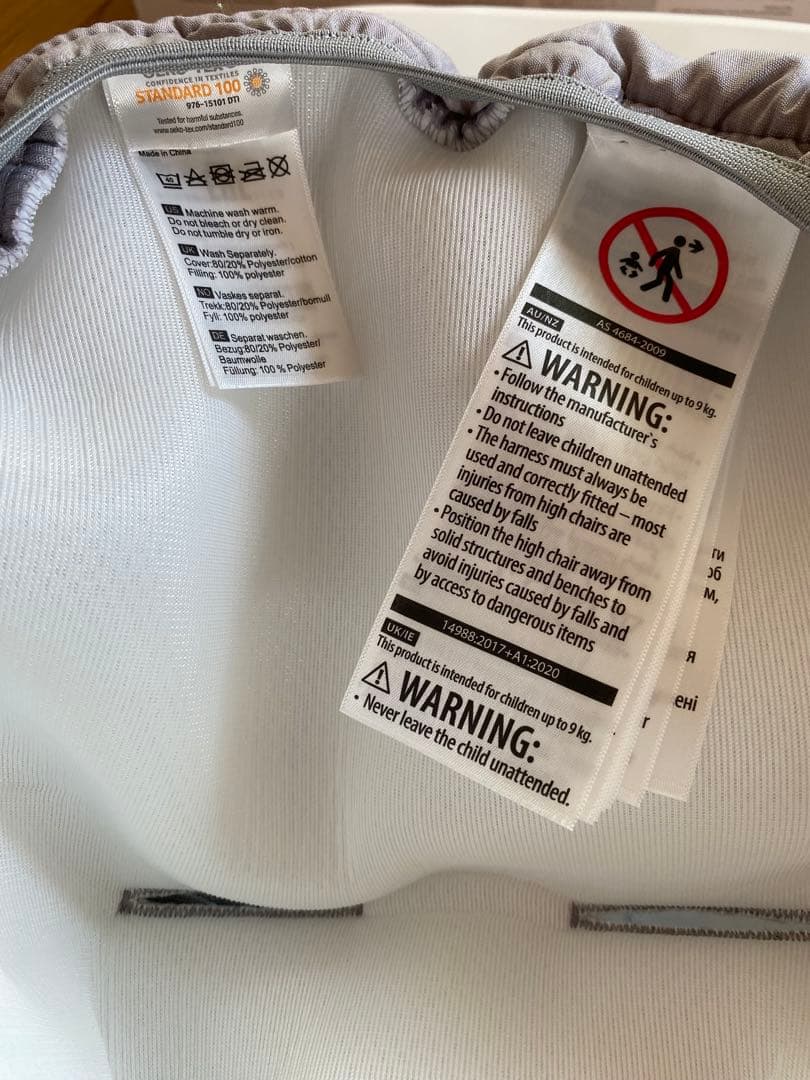 CONFIDENCE IN TEXTILES
STANDARD 100
976-15101 DTI
Tested for harmful substances.
www.oeko-tex.com/standard100
Made in China
40
US Machine wash warm.
Do not bleach or dry clean.
Do not tumble dry or iron.
UK Wash Separately.
Cover:80/20% Polyester/cotton
Filling: 100% polyester
NO Vaskes separat.
Trekk:80/20% Polyester/bomull
Fyll: 100% polyester
DE Separat waschen.
Bezug:80/20% Polyester/
Baumwolle
Füllung: 100 % Polyester
AU/NZ AS 4684-2009
This product is intended for children up to 9 kg.
WARNING:
• Follow the manufacturer`s
instructions
• Do not leave children unattended
• The harness must always be
used and correctly fitted – most
injuries from high chairs are
caused by falls
• Position the high chair away from
solid structures and benches to
avoid injuries caused by falls and
by access to dangerous items
UK/IE 14988:2017+A1:2020
This product is intended for children up to 9 kg.
WARNING:
• Never leave the child unattended.
ти
об
м,
я
ені
r